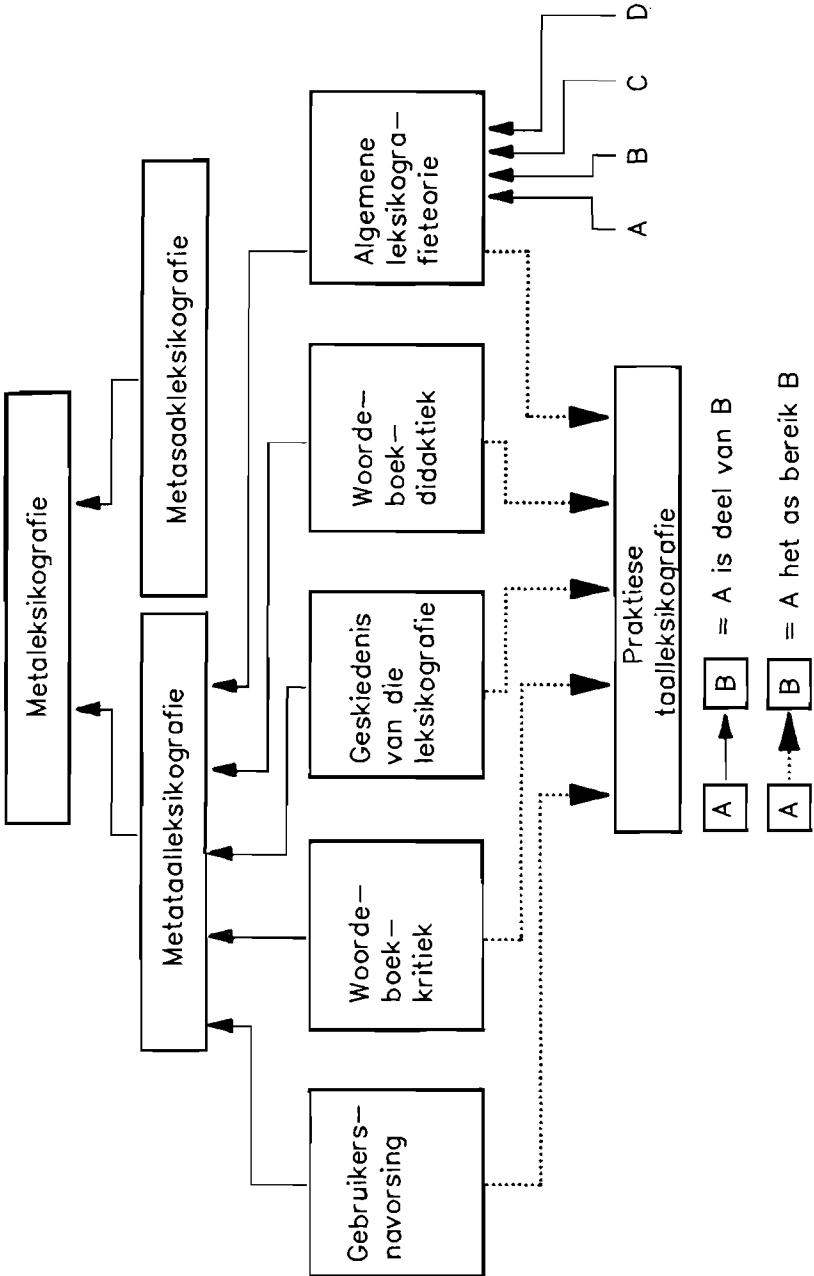 Metaleksikografie
Metataalleksikografie
Metasaakleksikografie
Gebruikers–
navorsing
Woorde–
boek–
kritiek
Geskiedenis
van die
leksikografie
Woorde–
boek–
didaktiek
Algemene
leksikogra–
fieteorie
A
B
C
D
Praktiese
taalleksikografie
A B = A is deel van B
A B = A het as bereik B